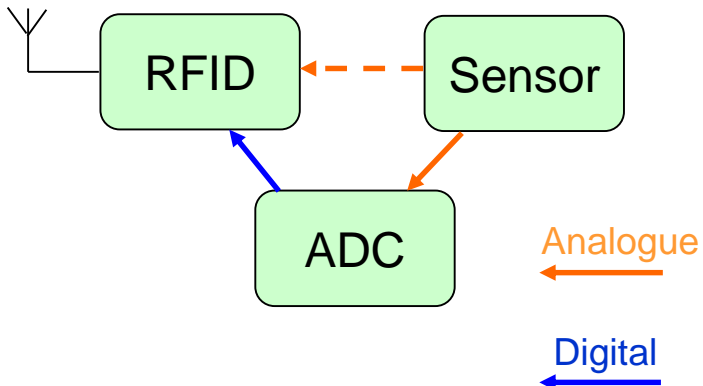 RFID
Sensor
ADC
Analogue
Digital